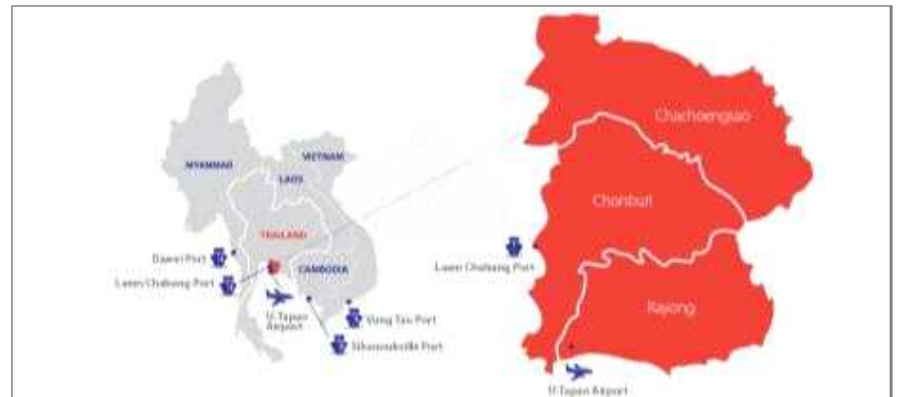 MYANMAR
VIETNAM
LAOS
THAILAND
CAMBODIA
Dawei Port
Laem Chabang Port
U-Tapao
Airport
Vung Tau Port
Sihanoukville Port
Chachoengsao
Chonburi
Laem Chabang Port
Rayong
U-Tapao Airport